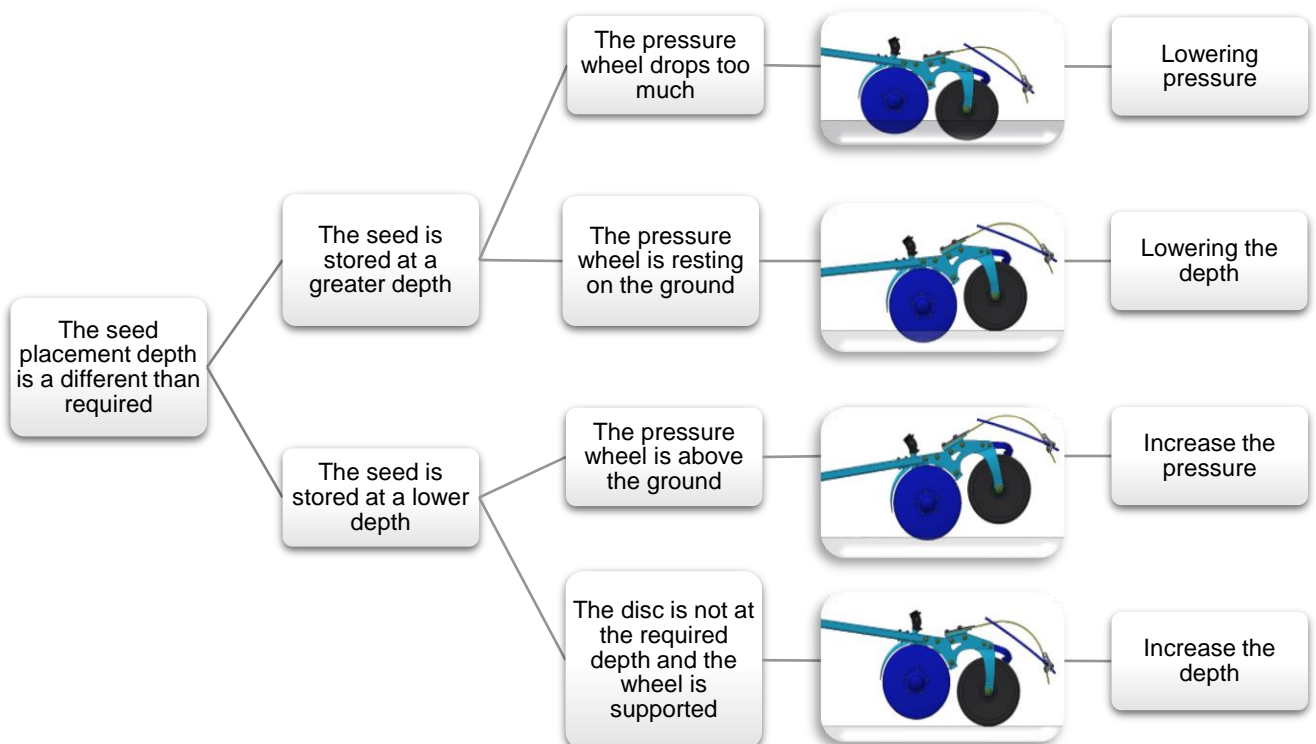 The seed
placement depth
is a different than
required
The seed is
stored at a
greater depth
The pressure
wheel drops too
much
Lowering
pressure
The pressure
wheel is resting
on the ground
Lowering the
depth
The seed is
stored at a lower
depth
The pressure
wheel is above
the ground
Increase the
pressure
The disc is not at
the required
depth and the
wheel is
supported
Increase the
depth